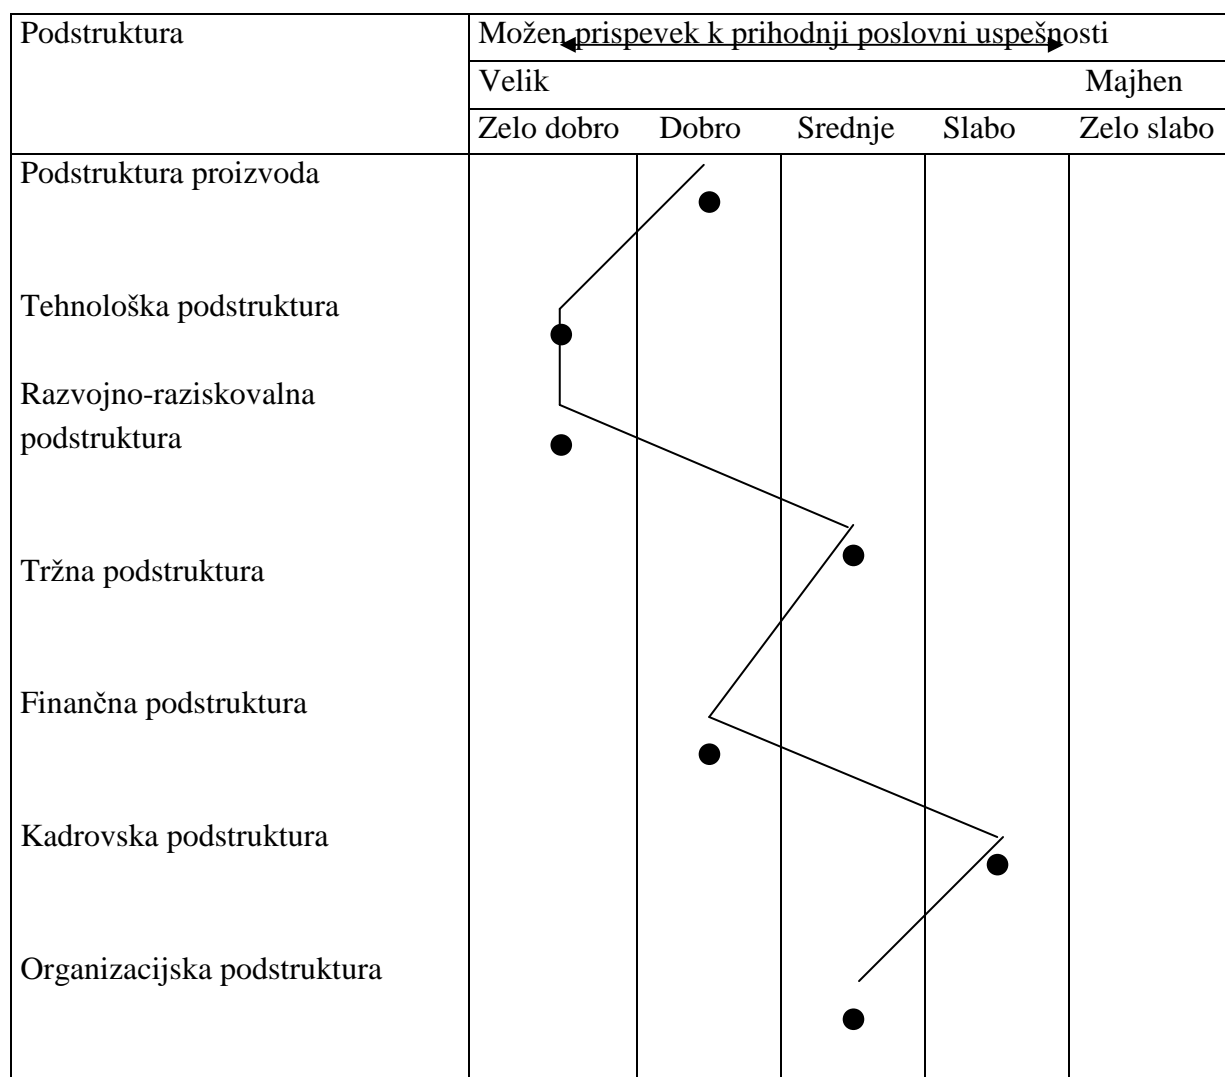 Podstruktura
Možen prispevek k prihodnji poslovni uspešnosti
Velik Majhen
Zelo dobro Dobro Srednje Slabo Zelo slabo
Podstruktura proizvoda
Tehnološka podstruktura
Razvojno-raziskovalna
podstruktura
Tržna podstruktura
Finančna podstruktura
Kadrovska podstruktura
Organizacijska podstruktura